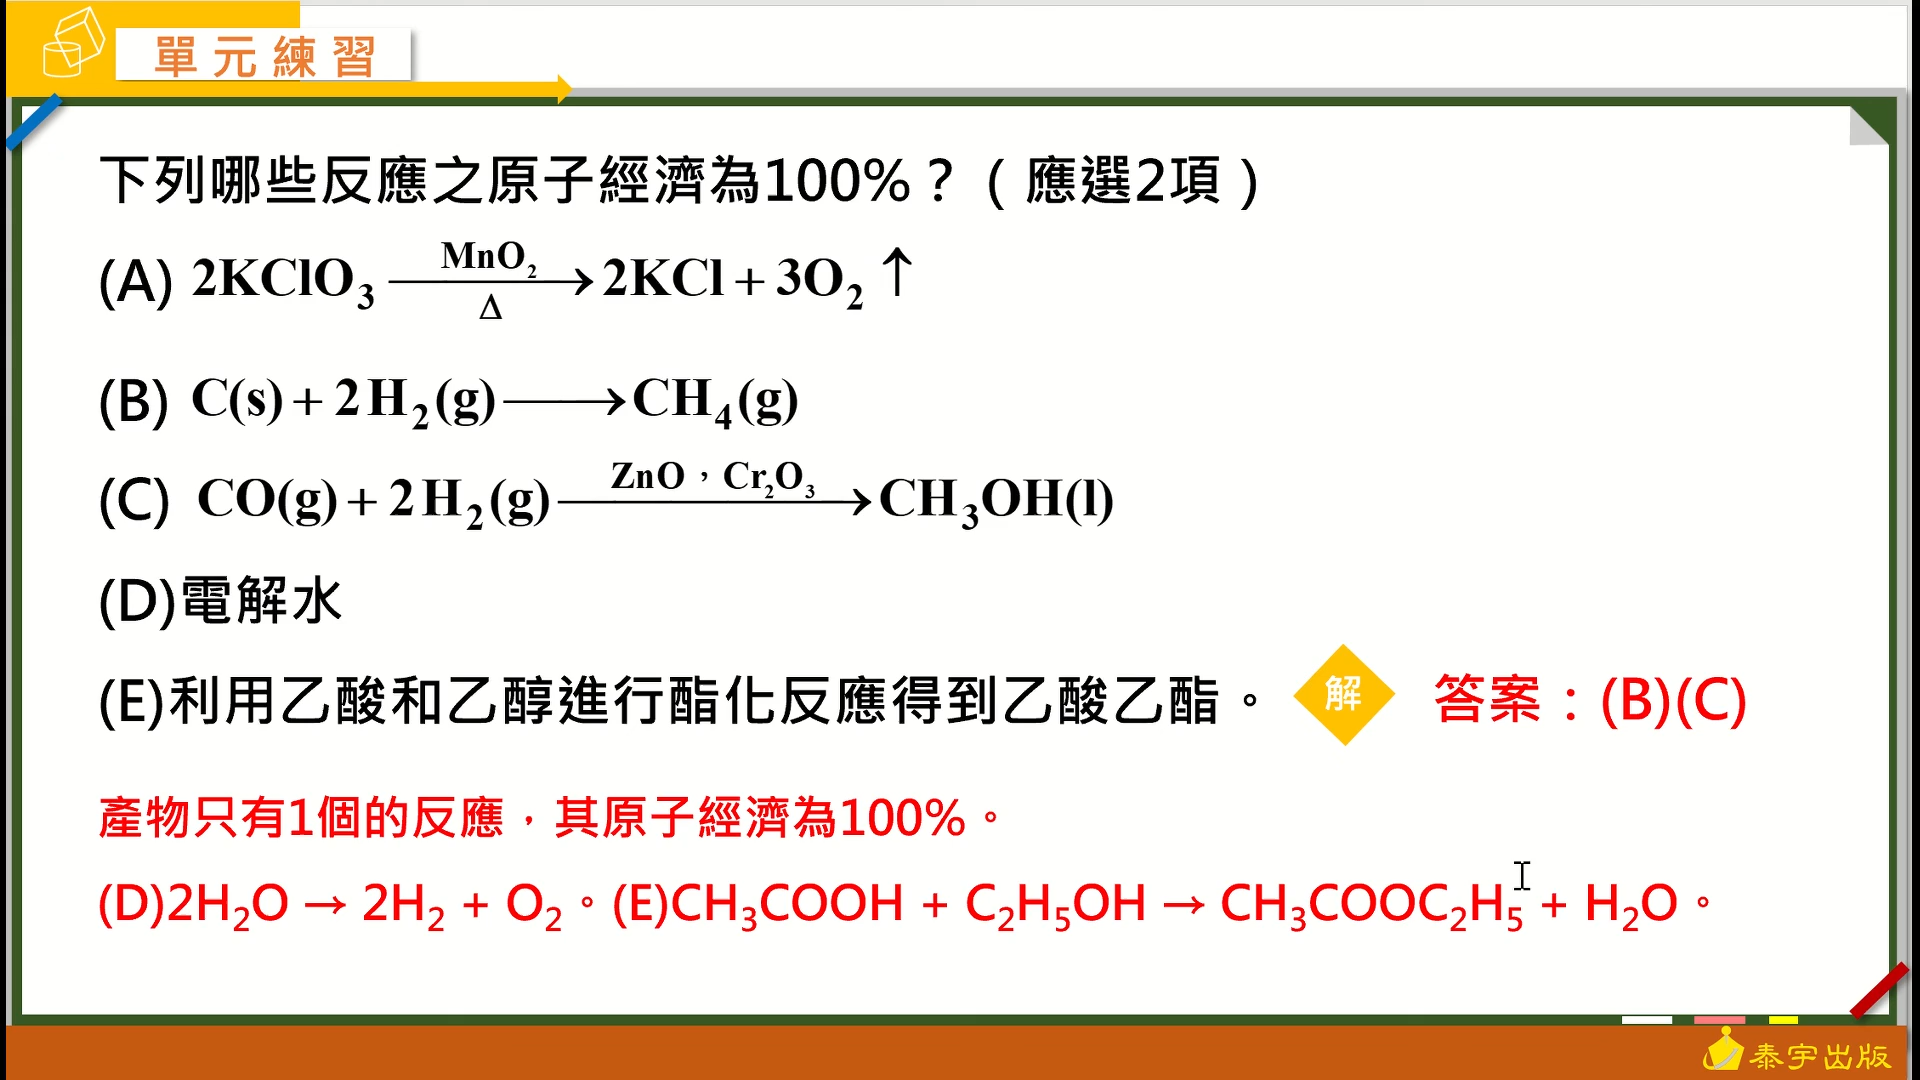 單元練習
下列哪些反應之原子經濟為100%？（應選2項）
(A) 2KClO₃ MnO₂ Δ → 2KCl + 3O₂ ↑
(B) C(s) + 2H₂(g) → CH₄(g)
(C) CO(g) + 2H₂(g) ZnO，Cr₂O₃ → CH₃OH(l)
(D)電解水
(E)利用乙酸和乙醇進行酯化反應得到乙酸乙酯。 解 答案：(B)(C)
產物只有1個的反應，其原子經濟為100%。
(D)2H₂O → 2H₂ + O₂。(E)CH₃COOH + C₂H₅OH → CH₃COOC₂H₅ + H₂O。
泰宇出版